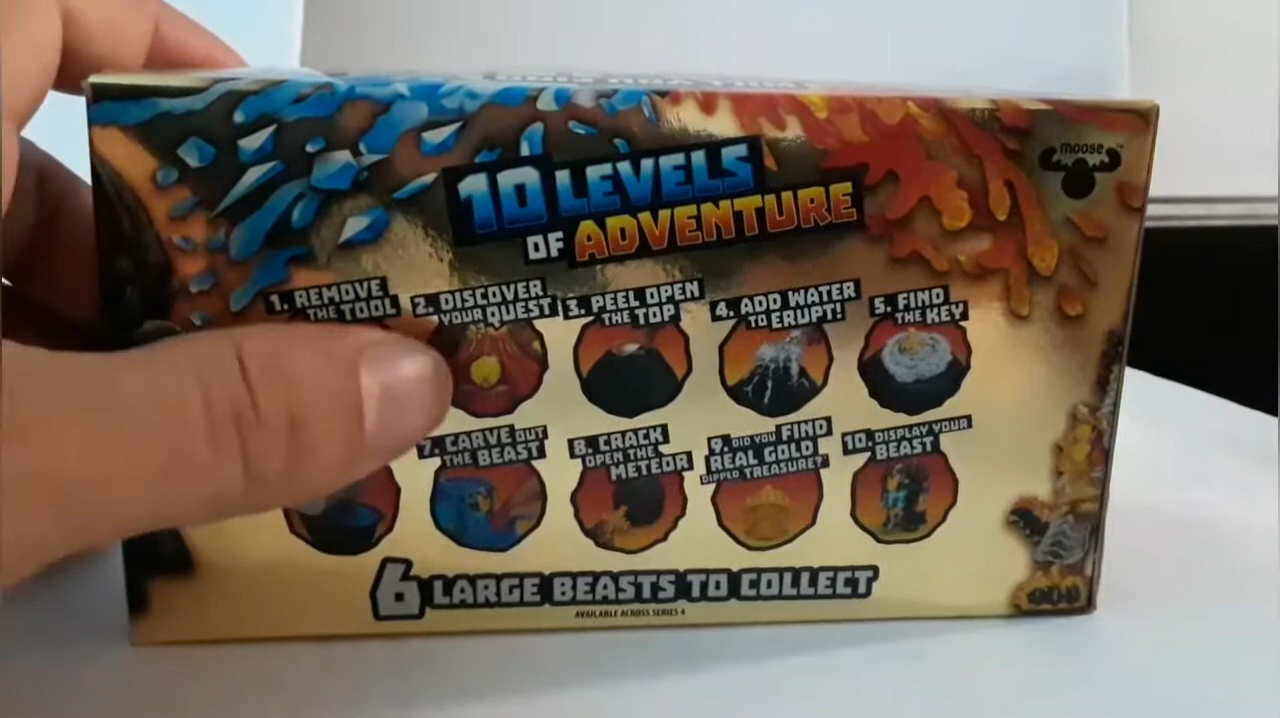 moose™
10 LEVELS
OF ADVENTURE
1. REMOVE
THE TOOL
2. DISCOVER
YOUR QUEST
3. PEEL OPEN
THE TOP
4. ADD WATER
TO ERUPT!
5. FIND
THE KEY
7. CARVE OUT
THE BEAST
8. CRACK
OPEN THE
METEOR
9. DID YOU FIND
REAL GOLD
DIPPED TREASURE?*
10. DISPLAY YOUR
BEAST
6 LARGE BEASTS TO COLLECT
AVAILABLE ACROSS SERIES 4